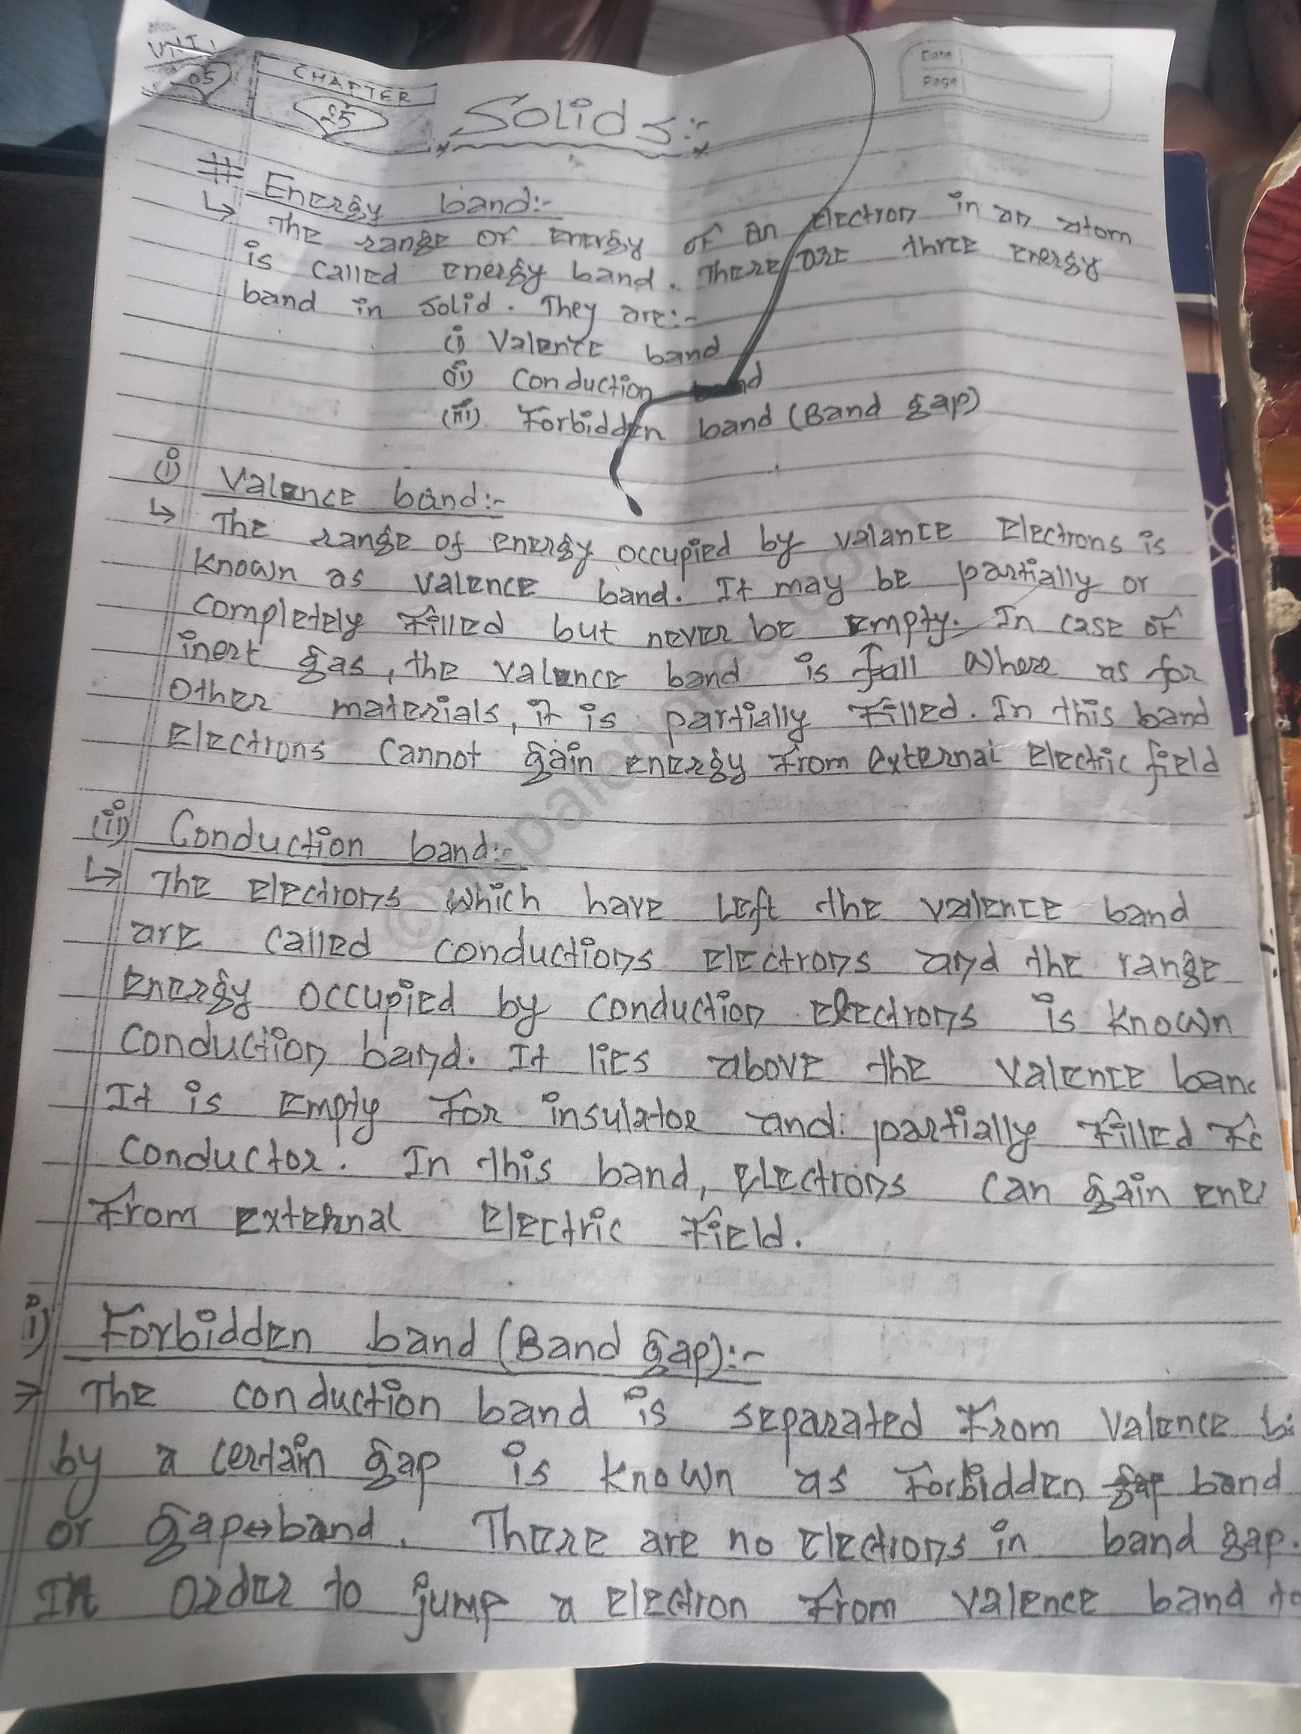 UNIT
05
CHAPTER
25
Solids:-
Date
Page
# Energy band:-
↳ The range of energy of an electron in an atom
is called energy band. There are three energy
band in solid. They are:-
(i) Valence band
(ii) Conduction band
(iii) Forbidden band (Band gap)
(i) Valence band:-
↳ The range of energy occupied by valance electrons is
known as valence band. It may be partially or
completely filled but never be empty. In case of
inert gas, the valence band is full where as for
other materials, it is partially filled. In this band
electrons cannot gain energy from external electric field
(ii) Conduction band:-
↳ The electrons which have left the valence band
are called conductions electrons and the range
energy occupied by conduction electrons is known
conduction band. It lies above the valence ban
It is empty for insulator and partially filled fo
conductor. In this band, electrons can gain ene
from external electric field.
i) Forbidden band (Band gap):-
→ The conduction band is separated from valence b
by a certain gap is known as forbidden gap band
or gap↔band. There are no electrons in band gap.
In order to jump a electron from valence band to